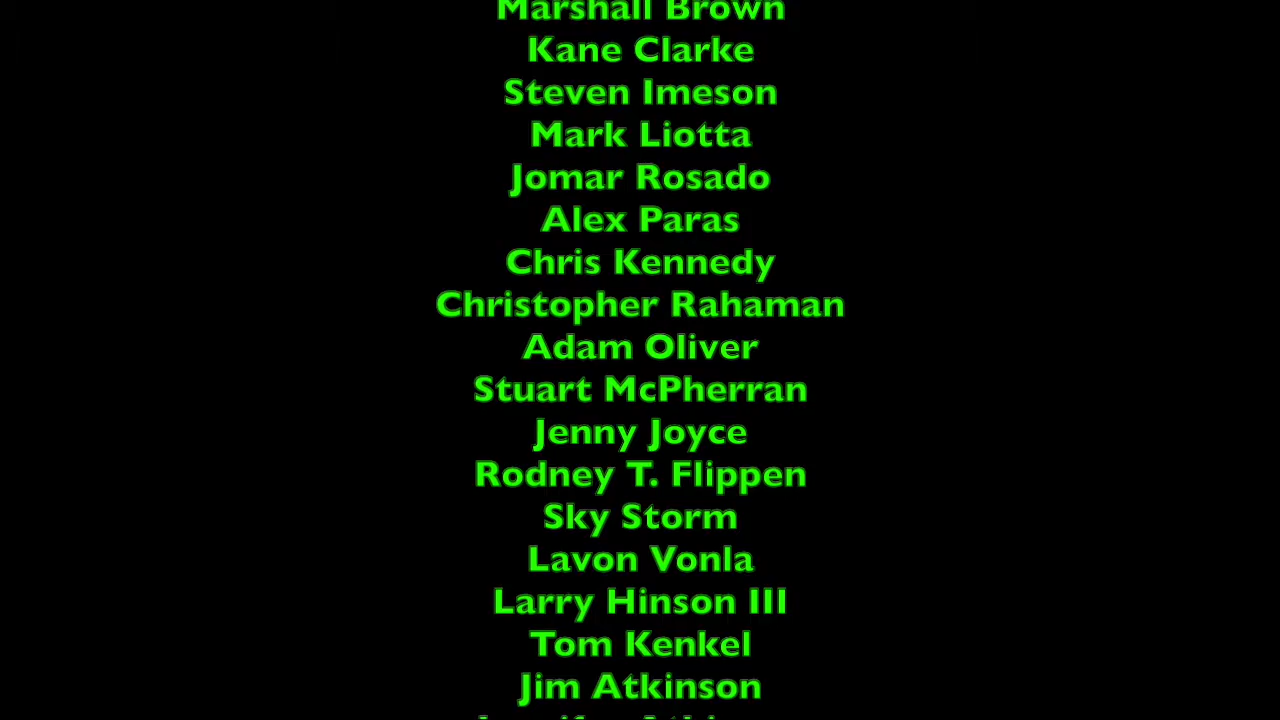 Marshall Brown
Kane Clarke
Steven Imeson
Mark Liotta
Jomar Rosado
Alex Paras
Chris Kennedy
Christopher Rahaman
Adam Oliver
Stuart McPherran
Jenny Joyce
Rodney T. Flippen
Sky Storm
Lavon Vonla
Larry Hinson III
Tom Kenkel
Jim Atkinson